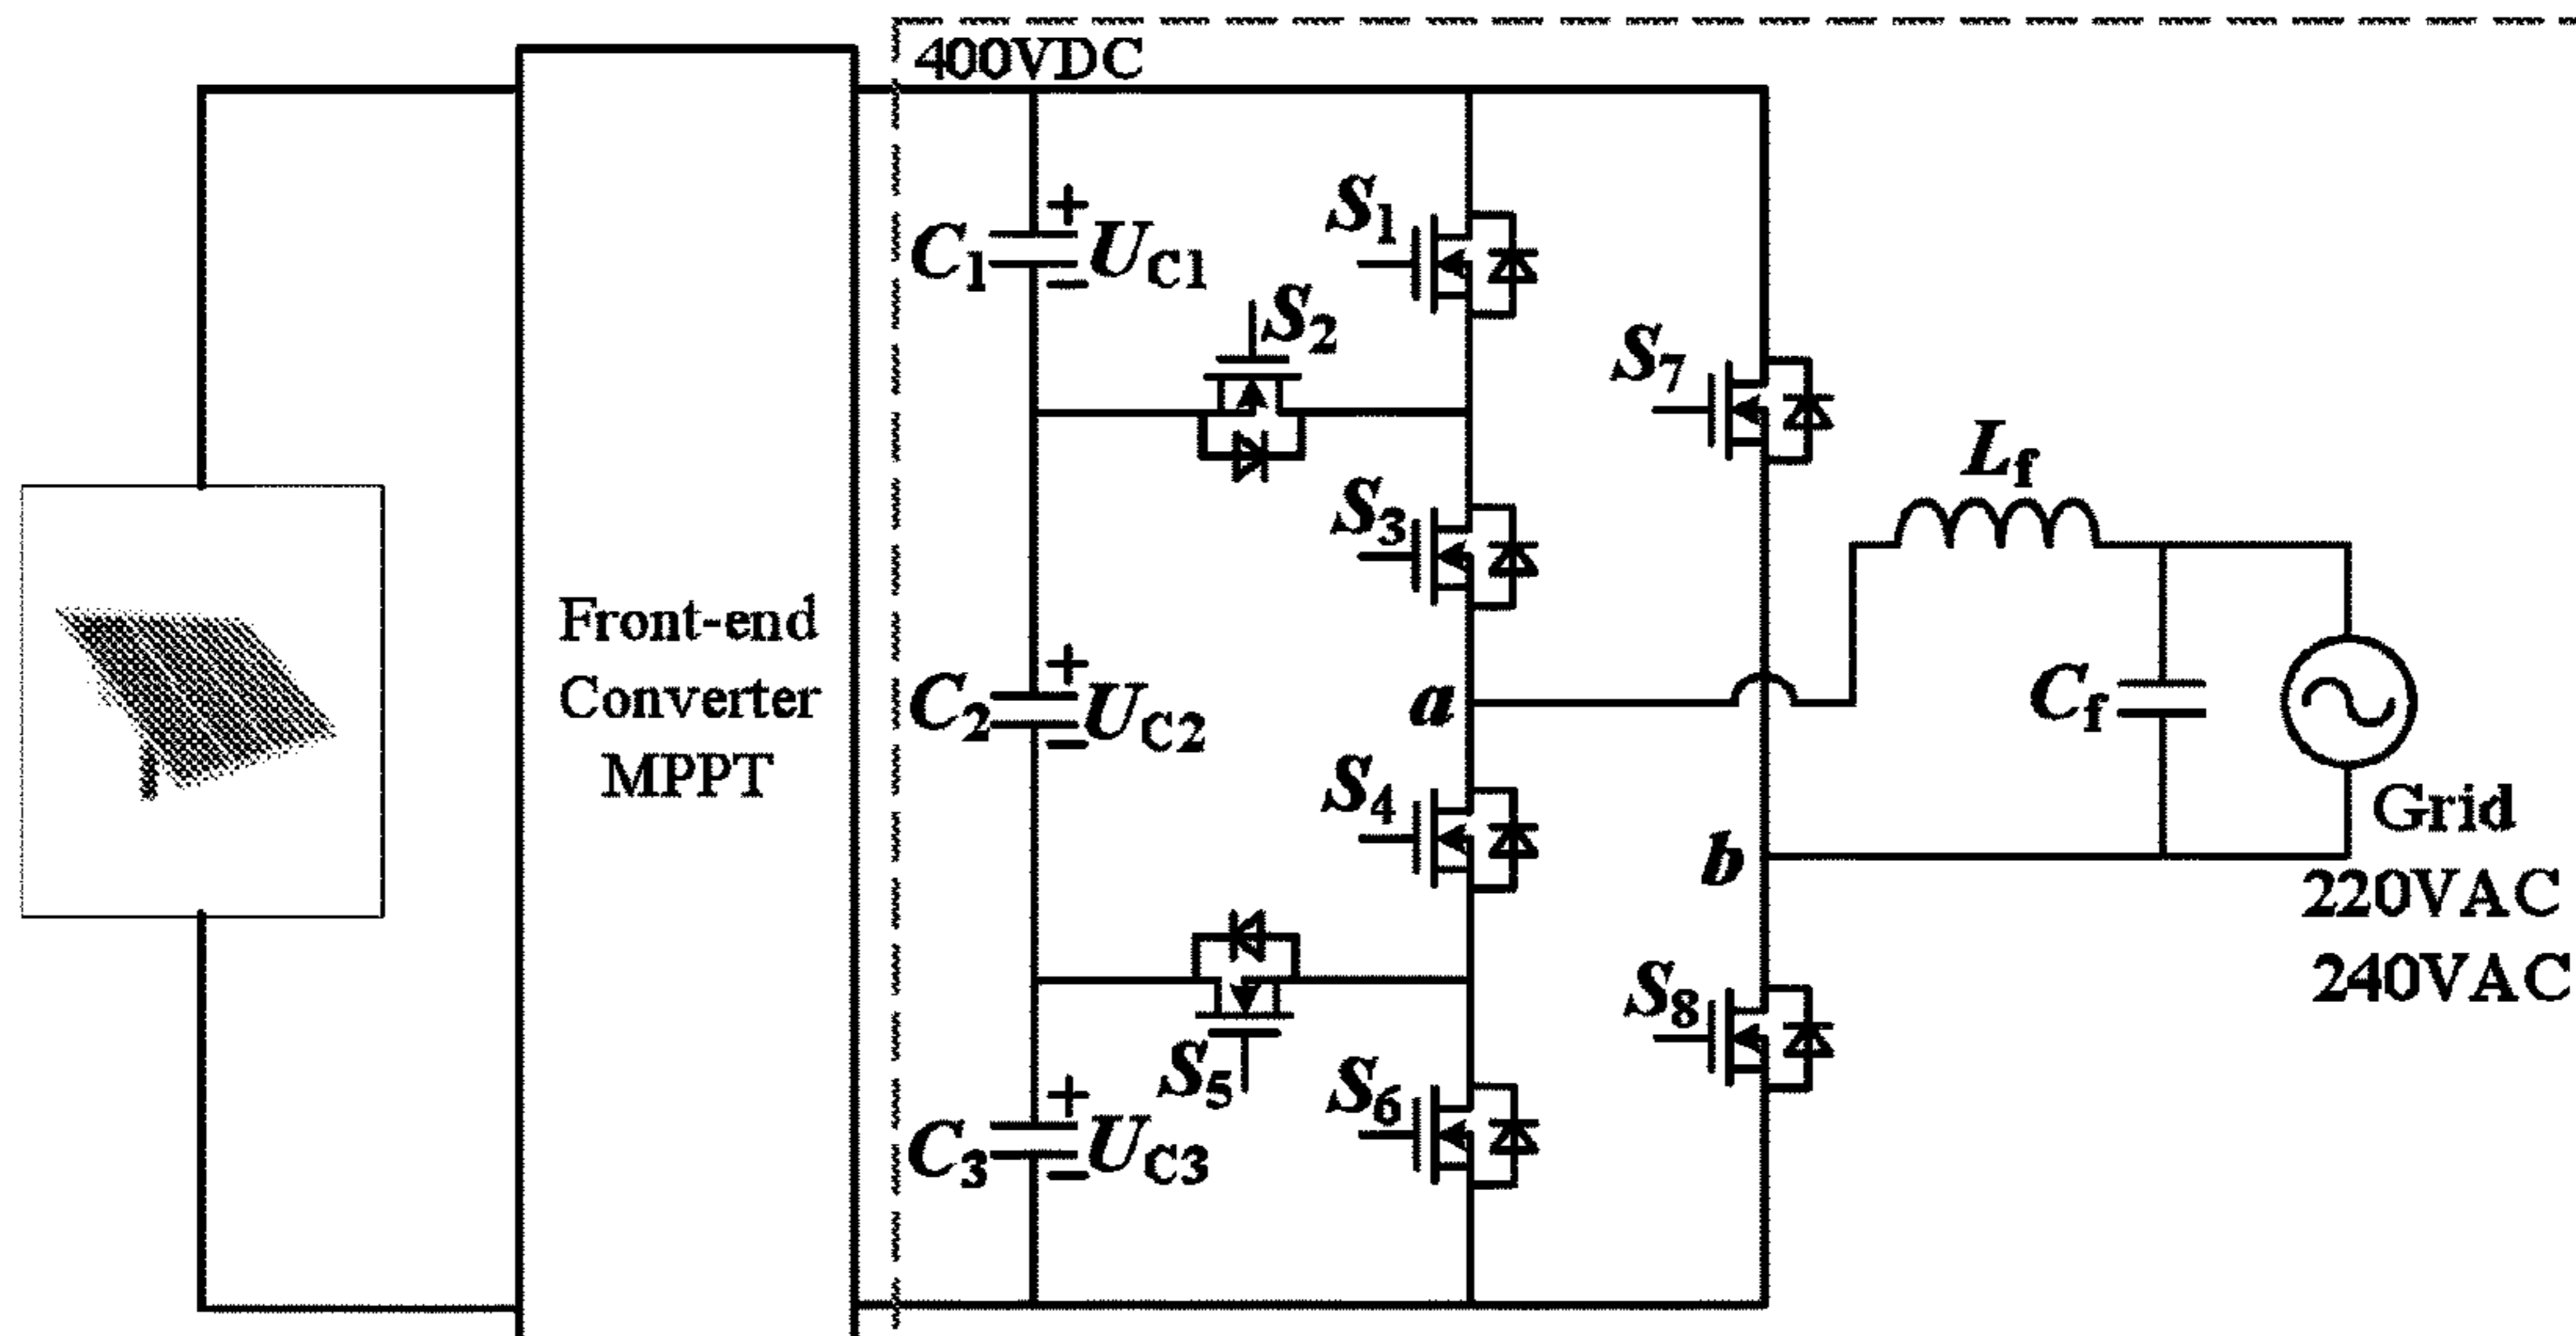 400VDC
S1
C1
+
UC1
−
S2
S7
Lf
S3
Front-end
Converter
MPPT
C2
+
UC2
−
a
Cf
S4
b
Grid
220VAC
240VAC
S5
S6
S8
C3
+
UC3
−